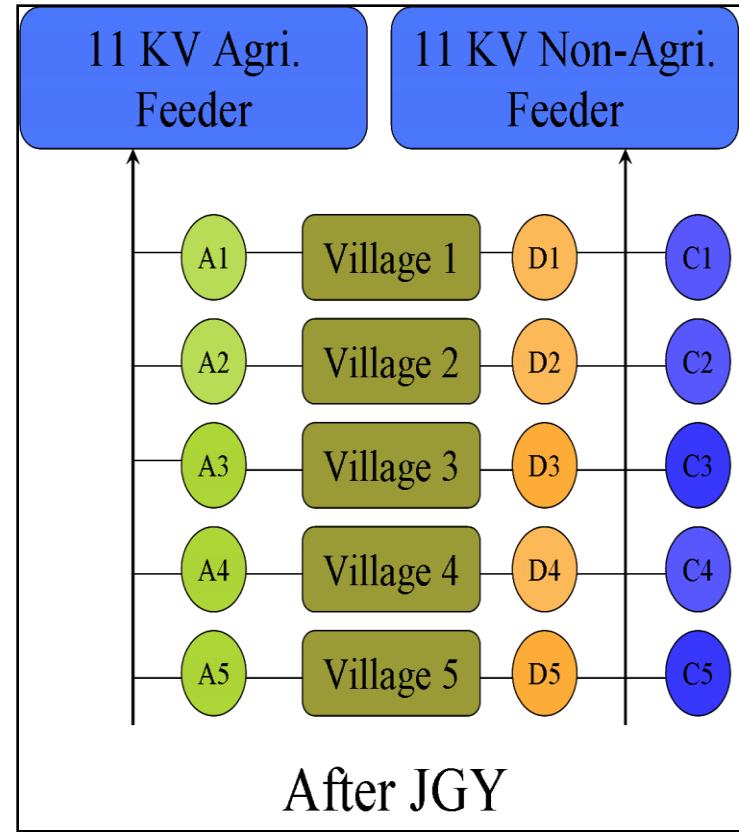 11 KV Agri.
Feeder
11 KV Non-Agri.
Feeder
A1 Village 1 D1 C1
A2 Village 2 D2 C2
A3 Village 3 D3 C3
A4 Village 4 D4 C4
A5 Village 5 D5 C5
After JGY